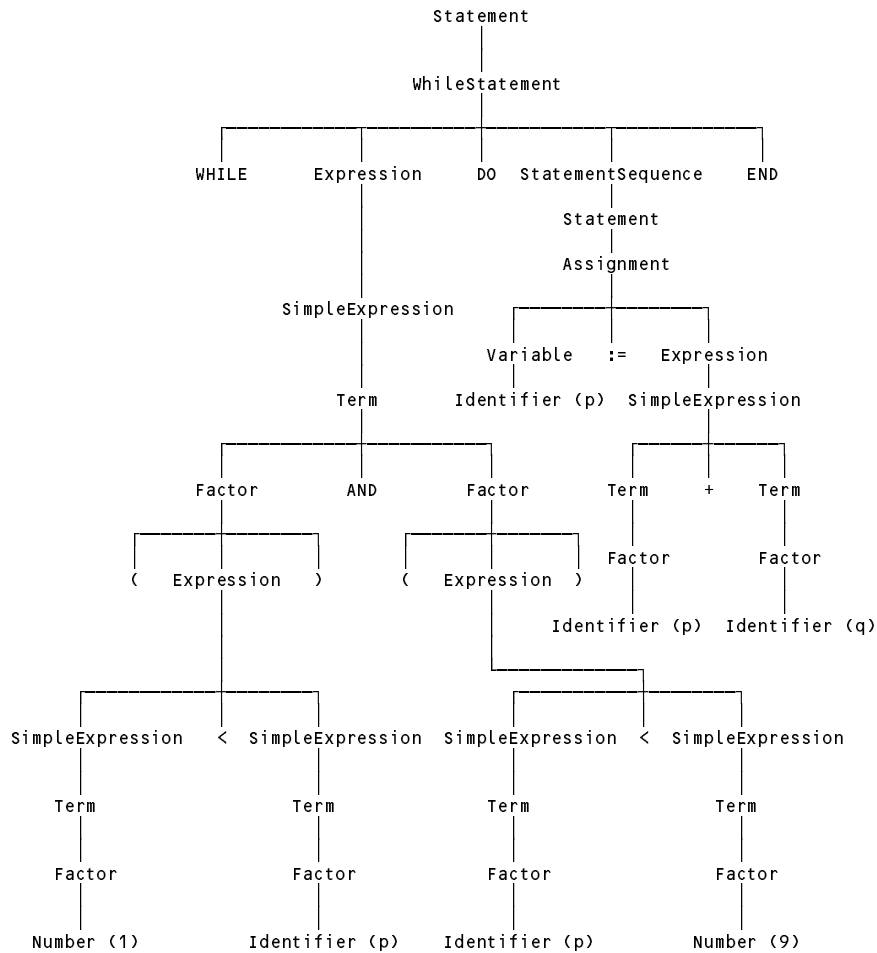 Statement
WhileStatement
WHILE Expression DO StatementSequence END
Statement
Assignment
SimpleExpression
Variable := Expression
Term Identifier (p) SimpleExpression
Factor AND Factor Term + Term
Factor Factor
( Expression ) ( Expression )
Identifier (p) Identifier (q)
SimpleExpression < SimpleExpression SimpleExpression < SimpleExpression
Term Term Term Term
Factor Factor Factor Factor
Number (1) Identifier (p) Identifier (p) Number (9)